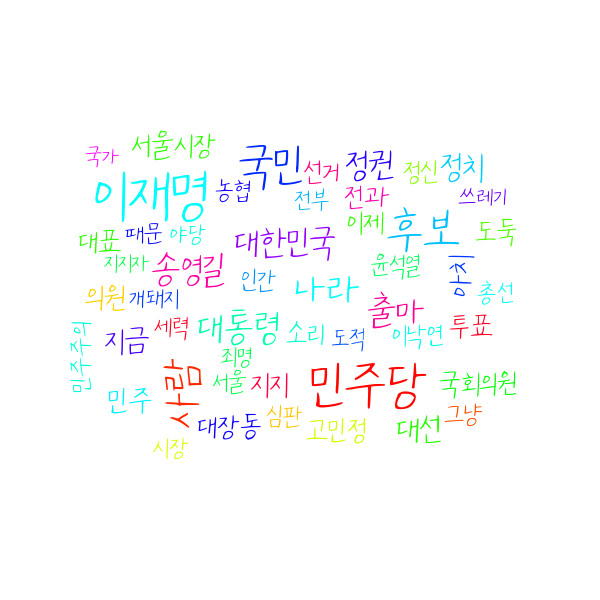 서울시장
국가
국민
선거
정권
정신
정치
이재명
농협
전부
전과
쓰레기
대표
때문
야당
대한민국
이제
후보
도둑
지지자
송영길
인간
윤석열
의원
개돼지
나라
출마
총선
민주주의
지금
세력
대통령
소리
도적
이낙연
투표
죄명
민주
사람
서울
지지
민주당
국회의원
대장동
심판
고민정
대선
그냥
시장